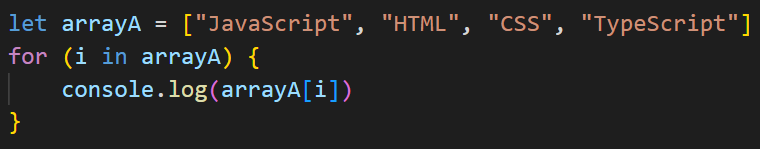 let arrayA = ["JavaScript", "HTML", "CSS", "TypeScript"]
for (i in arrayA) {
    console.log(arrayA[i])
}